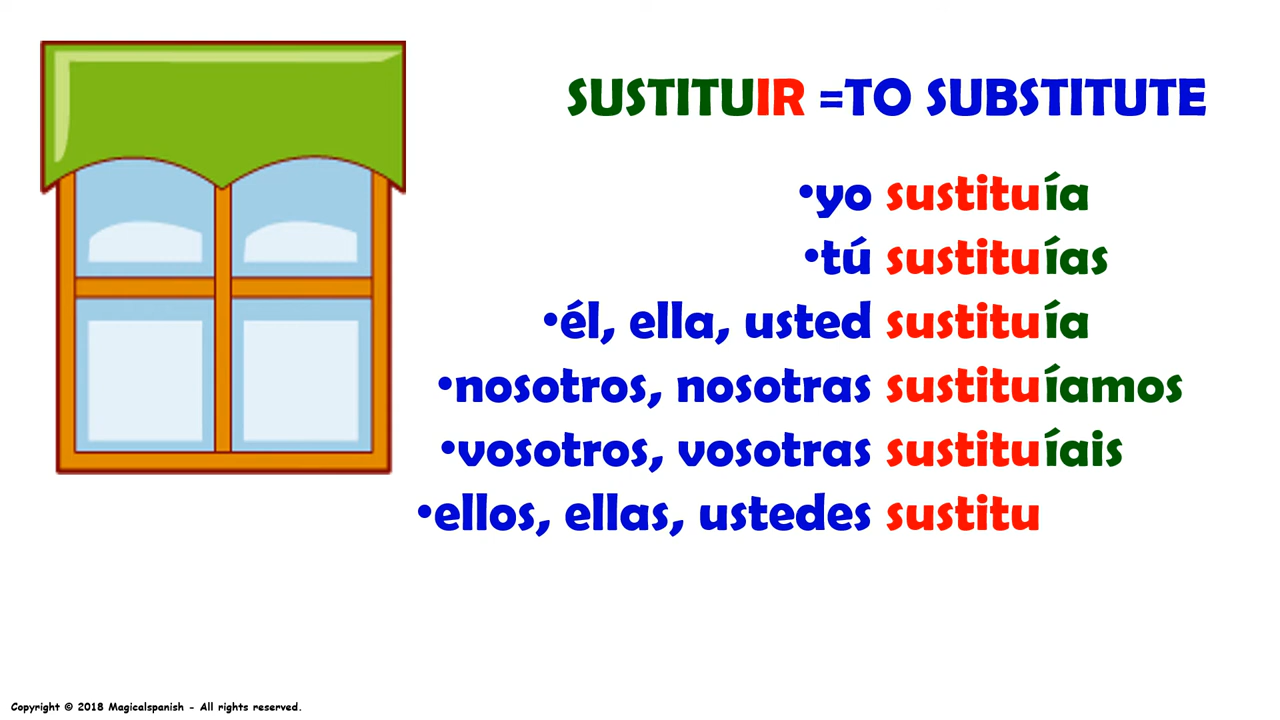 SUSTITUIR =TO SUBSTITUTE
•yo sustituía
•tú sustituías
•él, ella, usted sustituía
•nosotros, nosotras sustituíamos
•vosotros, vosotras sustituíais
•ellos, ellas, ustedes sustitu
Copyright © 2018 Magicalspanish - All rights reserved.